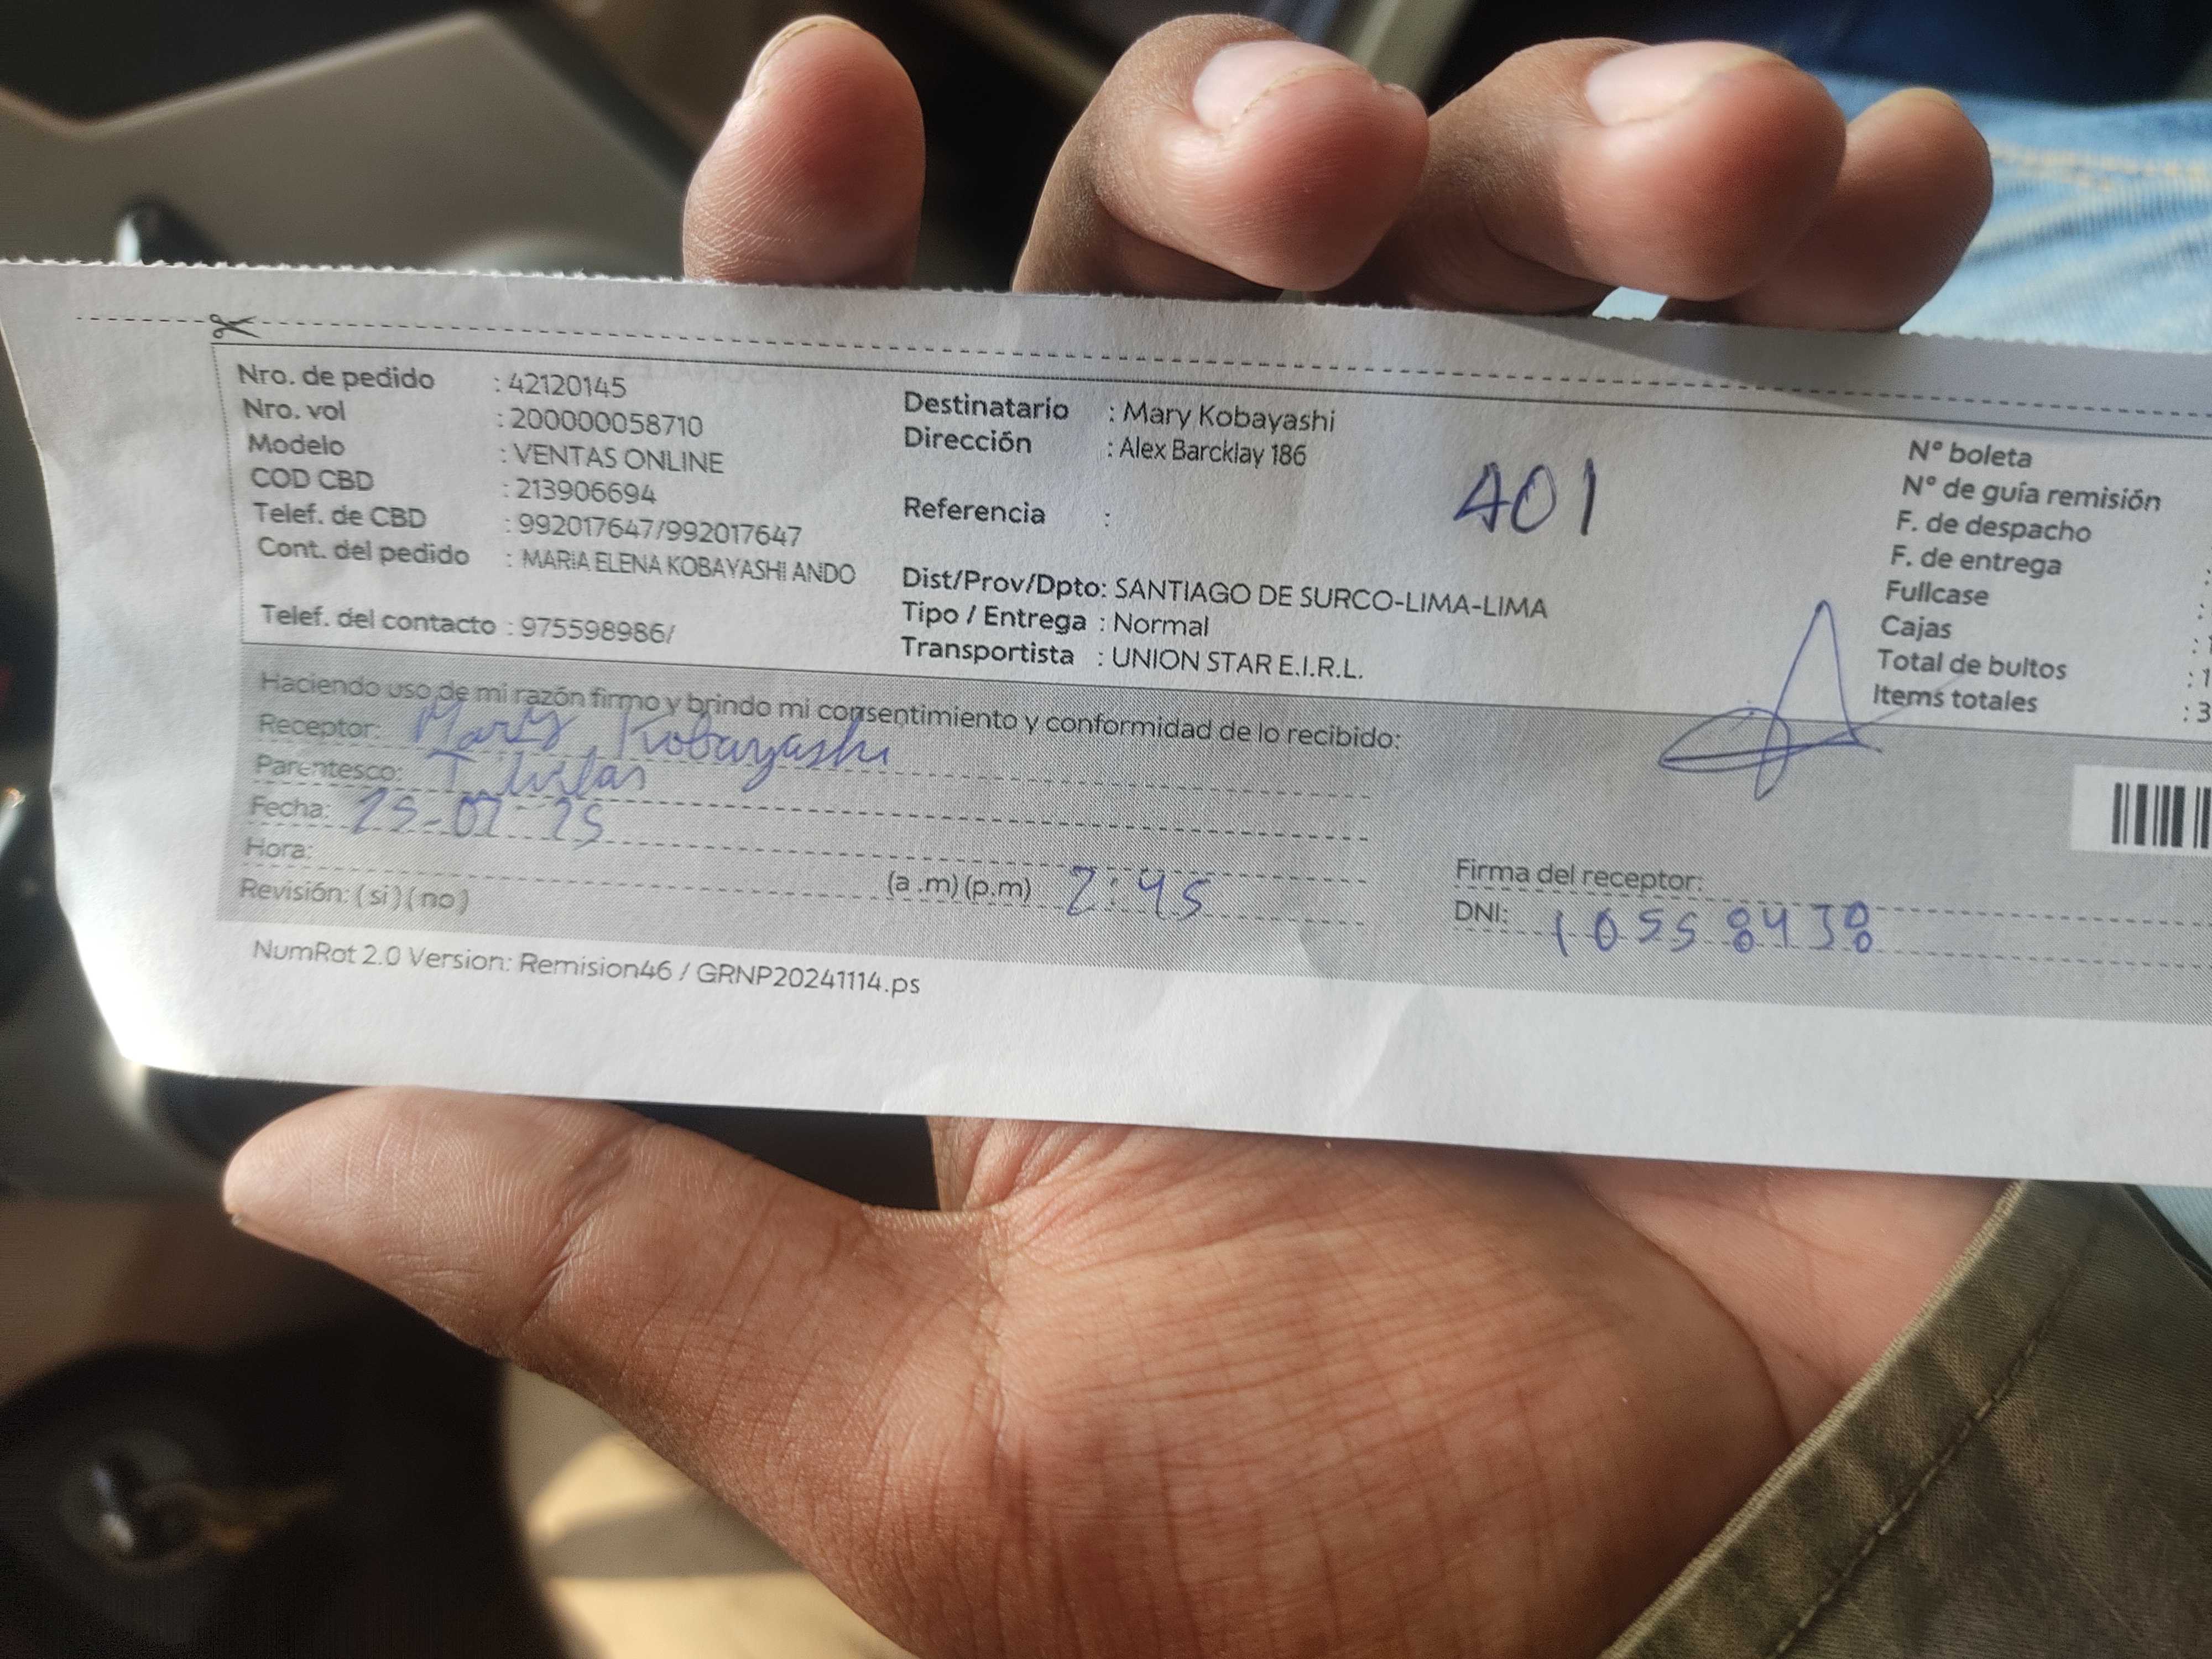 Nro. de pedido : 42120145
Nro. vol : 200000058710
Modelo : VENTAS ONLINE
COD CBD : 213906694
Telef. de CBD : 992017647/992017647
Cont. del pedido : MARIA ELENA KOBAYASHI ANDO
Telef. del contacto : 975598986/
Destinatario : Mary Kobayashi
Dirección : Alex Barcklay 186
401
Referencia :
Dist/Prov/Dpto: SANTIAGO DE SURCO-LIMA-LIMA
Tipo / Entrega : Normal
Transportista : UNION STAR E.I.R.L.
N° boleta
N° de guía remisión
F. de despacho
F. de entrega :
Fullcase :
Cajas :
Total de bultos : 1
Items totales : 3
Haciendo uso de mi razón firmo y brindo mi consentimiento y conformidad de lo recibido:
Receptor: Mary Kobayashi
Parentesco:
Fecha: 25-07-25
Hora: (a .m) (p.m) 2:45
Revisión: ( si ) ( no )
Firma del receptor:
DNI: 10558438
NumRot 2.0 Version: Remision46 / GRNP20241114.ps